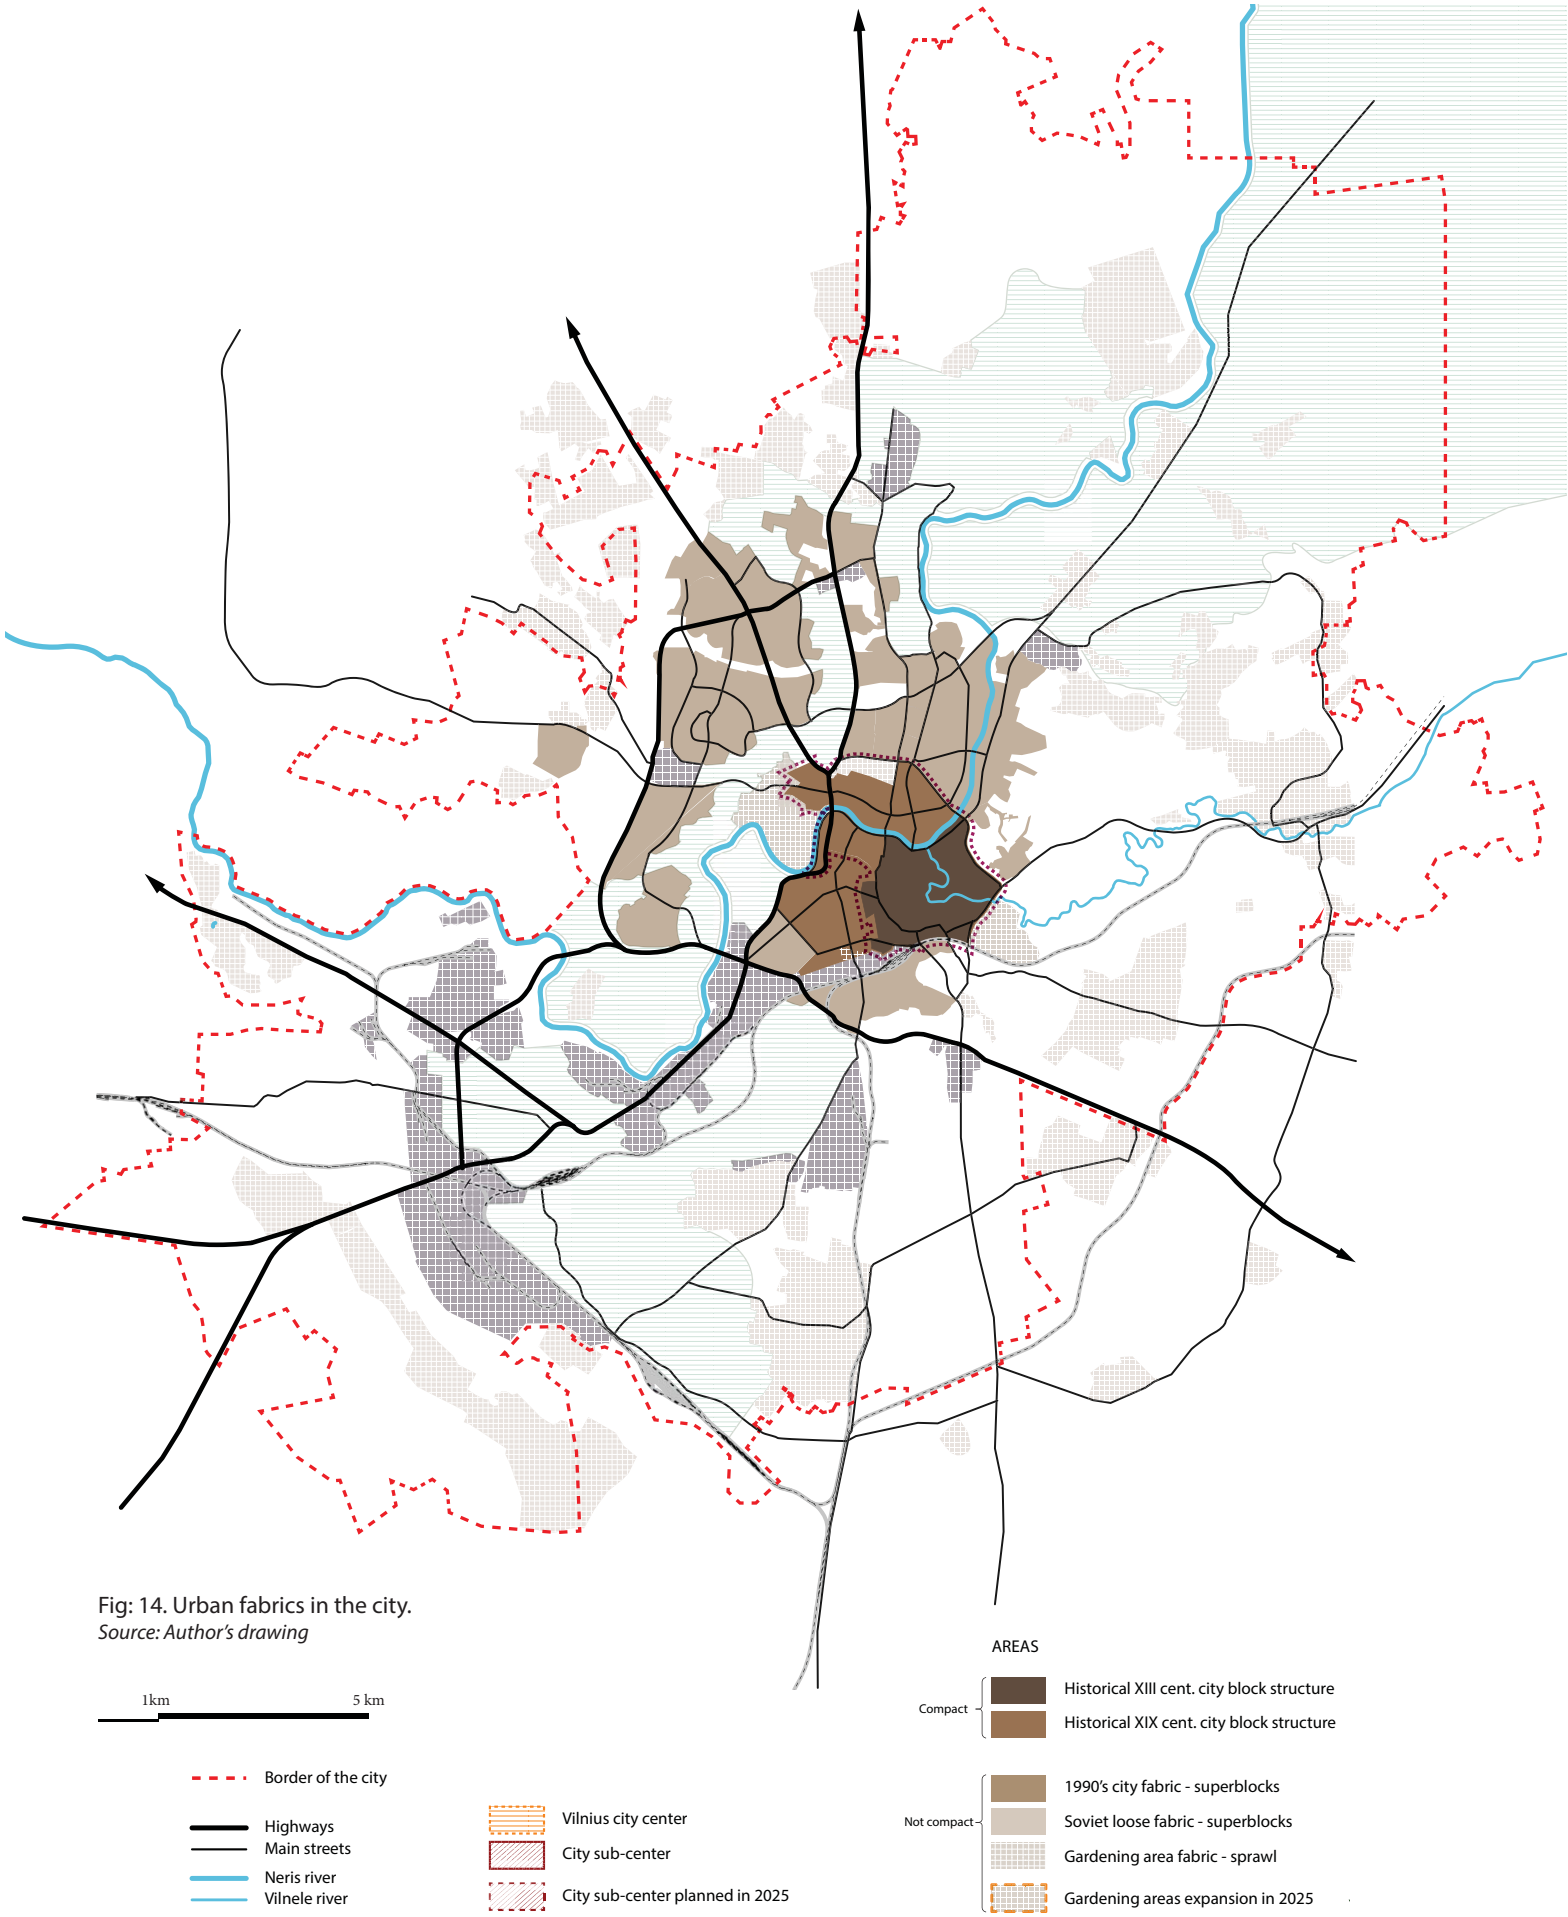 Fig: 14. Urban fabrics in the city.
Source: Author's drawing
1km 5 km
Border of the city
Highways
Main streets
Neris river
Vilnele river
Vilnius city center
City sub-center
City sub-center planned in 2025
AREAS
Compact
Historical XIII cent. city block structure
Historical XIX cent. city block structure
Not compact
1990's city fabric - superblocks
Soviet loose fabric - superblocks
Gardening area fabric - sprawl
Gardening areas expansion in 2025